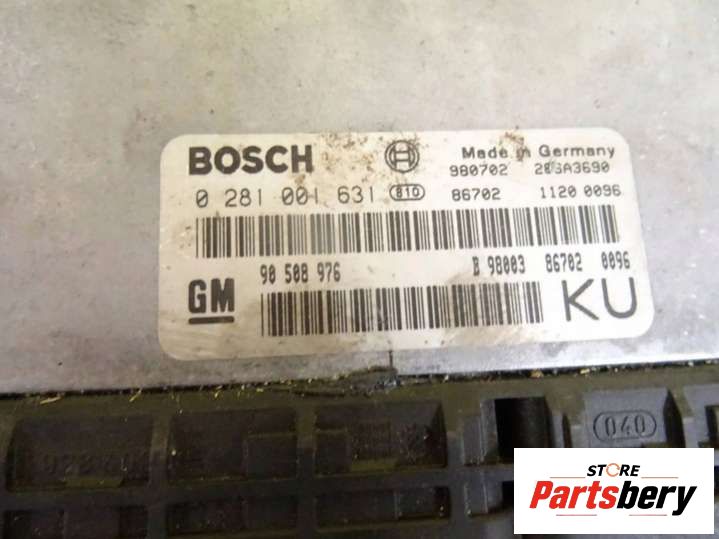 BOSCH Made in Germany
980702 28SA3690
0 281 001 631 810 86702 1120 0096
90 508 976 B 98003 86702 0096
GM KU
040
STORE
Partsbery